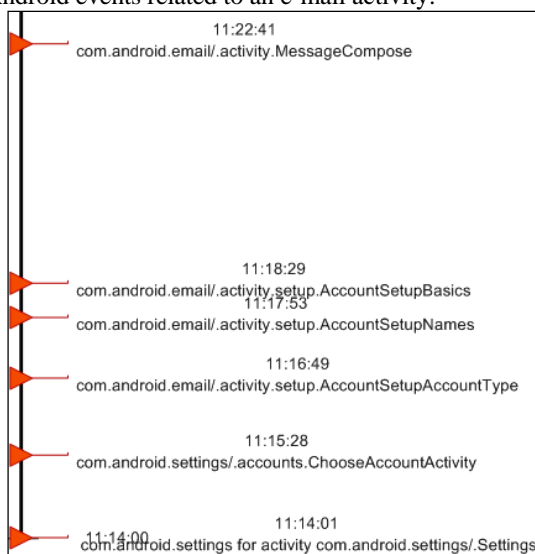 ndroid events related to an e-mail activity.
11:22:41
com.android.email/.activity.MessageCompose
11:18:29
com.android.email/.activity.setup.AccountSetupBasics
11:17:53
com.android.email/.activity.setup.AccountSetupNames
11:16:49
com.android.email/.activity.setup.AccountSetupAccountType
11:15:28
com.android.settings/.accounts.ChooseAccountActivity
11:14:01
11:14:00
com.android.settings for activity com.android.settings/.Settings